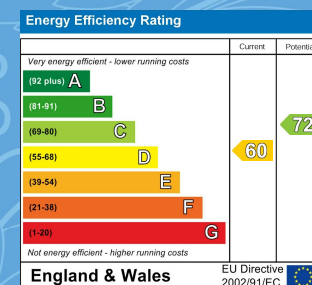 Energy Efficiency Rating
Current
Very energy efficient - lower running costs
(92 plus) A
(81-91) B
(69-80) C
72
(55-68) D
60
(39-54) E
(21-38) F
(1-20) G
Not energy efficient - higher running costs
England & Wales
EU Directive
2002/91/EC